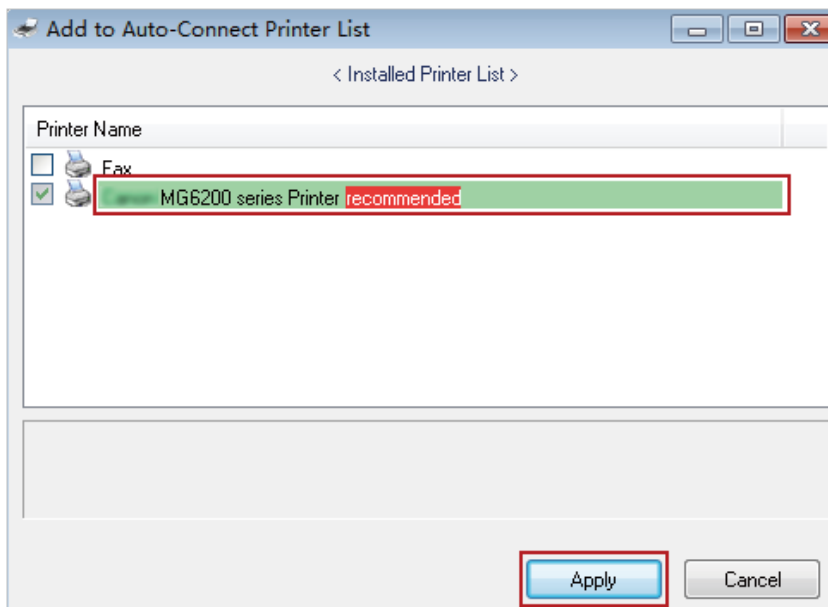 Add to Auto-Connect Printer List
< Installed Printer List >
Printer Name
Fax
MG6200 series Printer recommended
Apply
Cancel